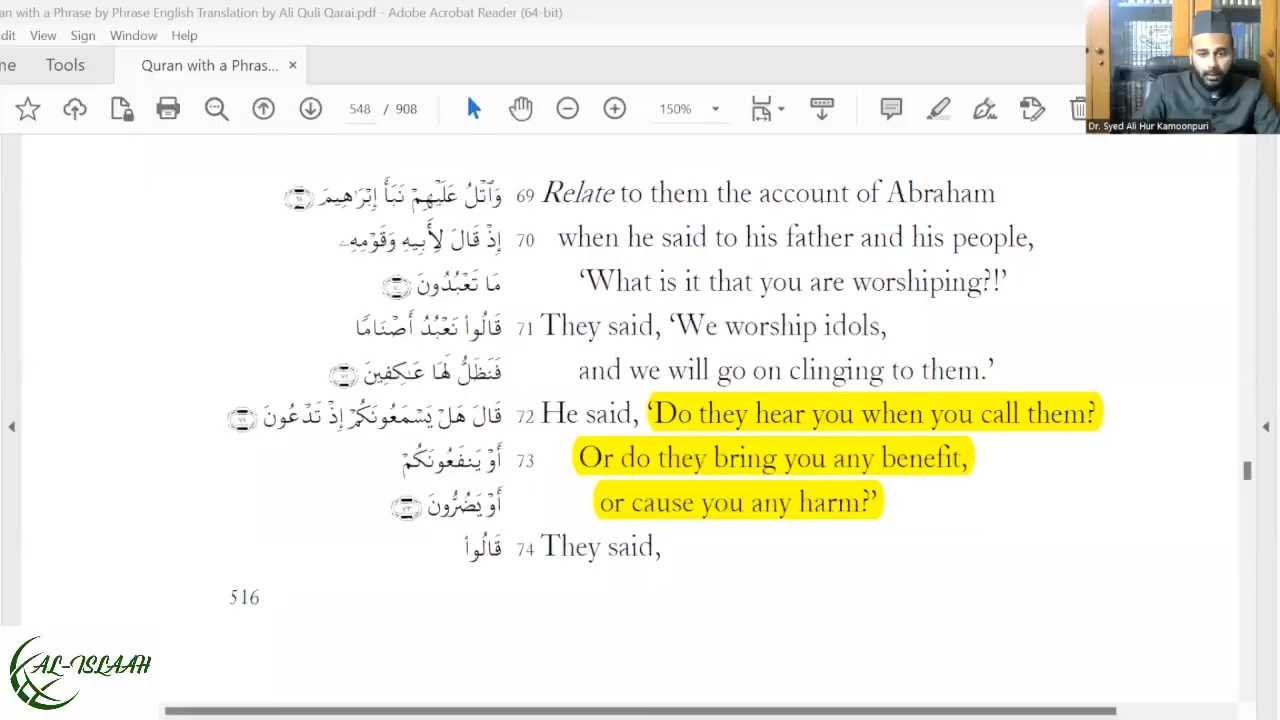 an with a Phrase by Phrase English Translation by Ali Quli Qarai.pdf - Adobe Acrobat Reader (64-bit)
dit View Sign Window Help
me Tools Quran with a Phras... ×
548 / 908 150%
Dr. Syed Ali Hur Kamoonpuri
وَٱتْلُ عَلَيْهِمْ نَبَأَ إِبْرَٰهِيمَ ﴿٦٩﴾ 69 Relate to them the account of Abraham
إِذْ قَالَ لِأَبِيهِ وَقَوْمِهِۦ 70 when he said to his father and his people,
مَا تَعْبُدُونَ ﴿٧٠﴾ ‘What is it that you are worshiping?!’
قَالُوا۟ نَعْبُدُ أَصْنَامًا 71 They said, ‘We worship idols,
فَنَظَلُّ لَهَا عَـٰكِفِينَ ﴿٧١﴾ and we will go on clinging to them.’
قَالَ هَلْ يَسْمَعُونَكُمْ إِذْ تَدْعُونَ ﴿٧٢﴾ 72 He said, ‘Do they hear you when you call them?
أَوْ يَنفَعُونَكُمْ 73 Or do they bring you any benefit,
أَوْ يَضُرُّونَ ﴿٧٣﴾ or cause you any harm?’
قَالُوا۟ 74 They said,
516
AL-ISLAAH